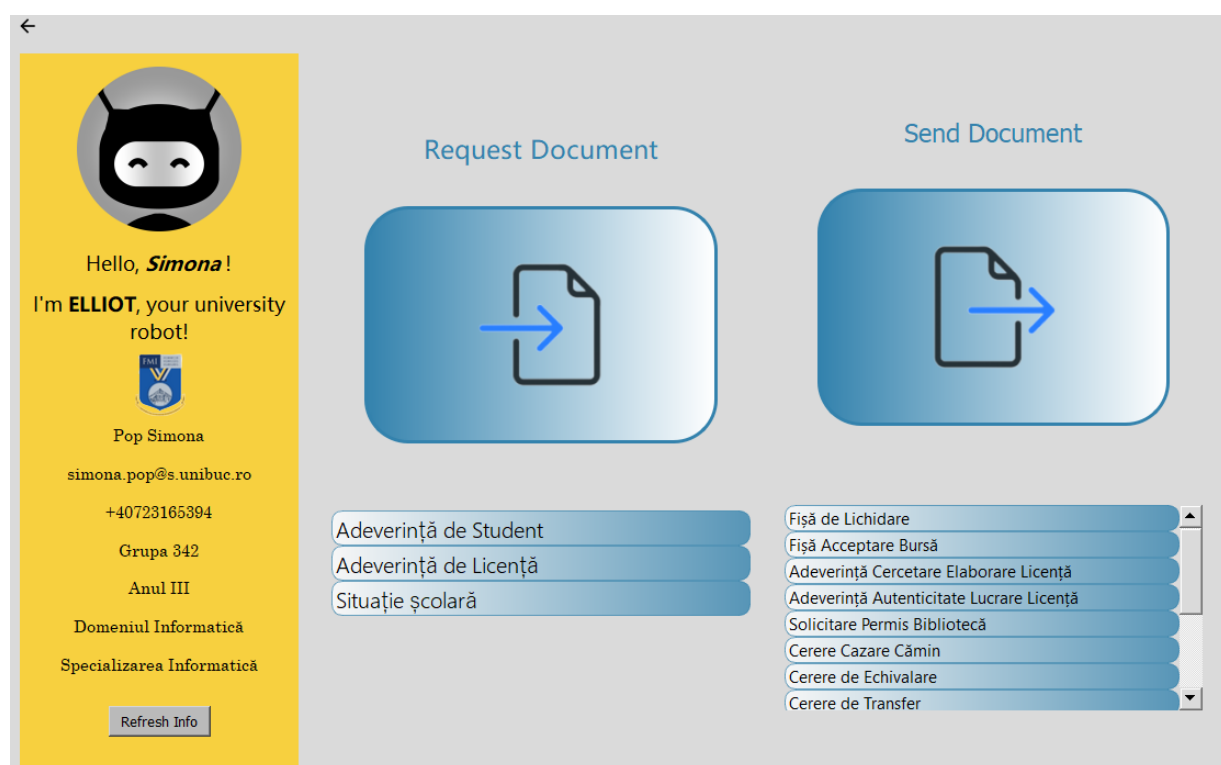 Hello, Simona !
I'm ELLIOT, your university
robot!
FMI
Pop Simona
simona.pop@s.unibuc.ro
+40723165394
Grupa 342
Anul III
Domeniul Informatică
Specializarea Informatică
Refresh Info
Request Document
Adeverință de Student
Adeverință de Licență
Situație școlară
Send Document
Fișă de Lichidare
Fișă Acceptare Bursă
Adeverință Cercetare Elaborare Licență
Adeverință Autenticitate Lucrare Licență
Solicitare Permis Bibliotecă
Cerere Cazare Cămin
Cerere de Echivalare
Cerere de Transfer